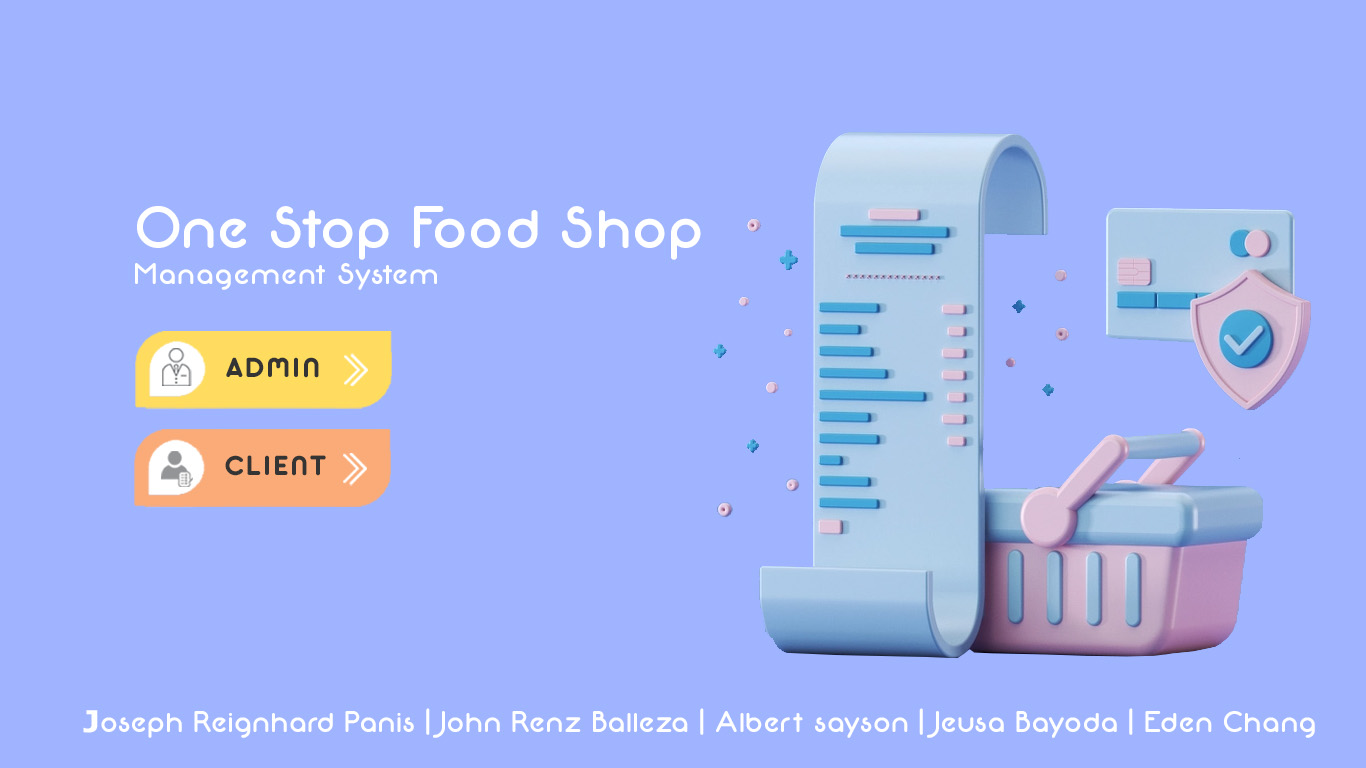 One Stop Food Shop
Management System
ADMIN
CLIENT
Joseph Reignhard Panis | John Renz Balleza | Albert sayson | Jeusa Bayoda | Eden Chang